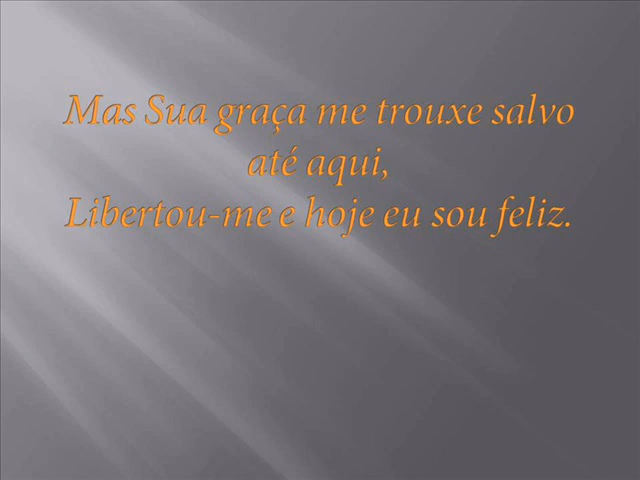 Mas Sua graça me trouxe salvo
até aqui,
Libertou-me e hoje eu sou feliz.